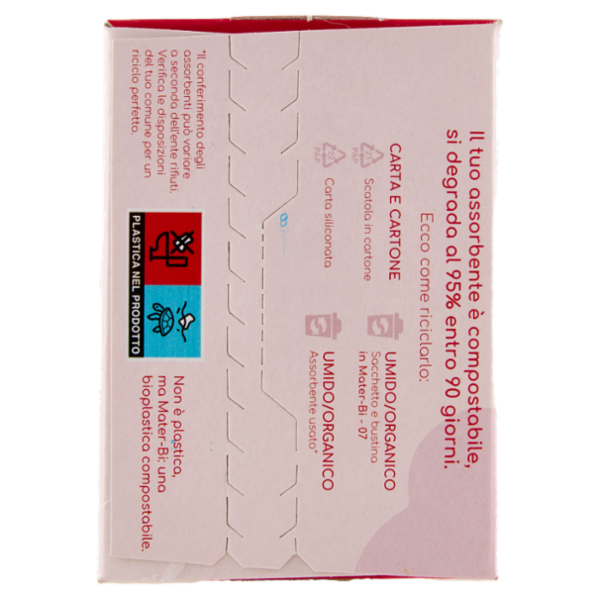 Il tuo assorbente è compostabile,
si degrada al 95% entro 90 giorni.
Ecco come riciclarlo:
CARTA E CARTONE
PAP
Scatola in cartone
PAP
Carta siliconata
UMIDO/ORGANICO
Sacchetto e bustina
in Mater-Bi - 07
UMIDO/ORGANICO
Assorbente usato*
*Il conferimento degli
assorbenti può variare
a seconda dell'ente rifiuti.
Verifica le disposizioni
del tuo comune per un
riciclo perfetto.
PLASTICA NEL PRODOTTO
Non è plastica,
ma Mater-Bi: una
bioplastica compostabile.